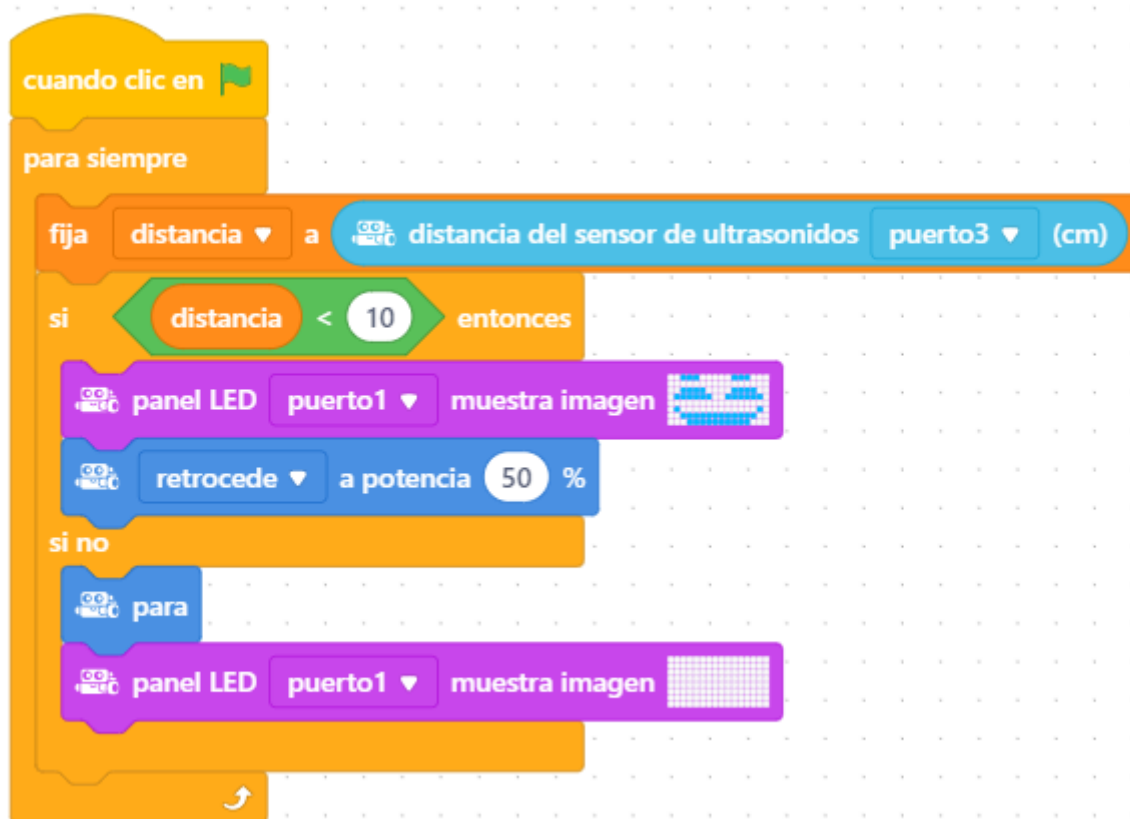 cuando clic en
para siempre
fija distancia a distancia del sensor de ultrasonidos puerto3 (cm)
si distancia < 10 entonces
panel LED puerto1 muestra imagen
retrocede a potencia 50 %
si no
para
panel LED puerto1 muestra imagen